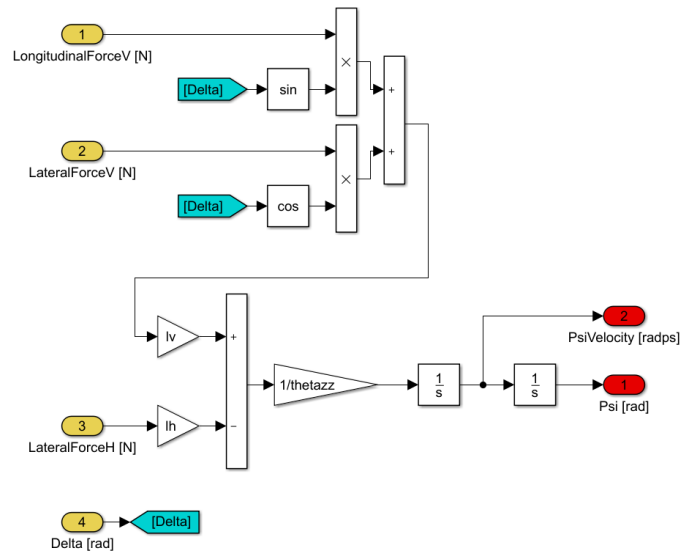 1
LongitudinalForceV [N]
[Delta]
sin
×
+
2
LateralForceV [N]
[Delta]
cos
×
+
lv
+
1/thetazz
1
s
1
s
2
PsiVelocity [radps]
1
Psi [rad]
3
LateralForceH [N]
lh
−
4
Delta [rad]
[Delta]